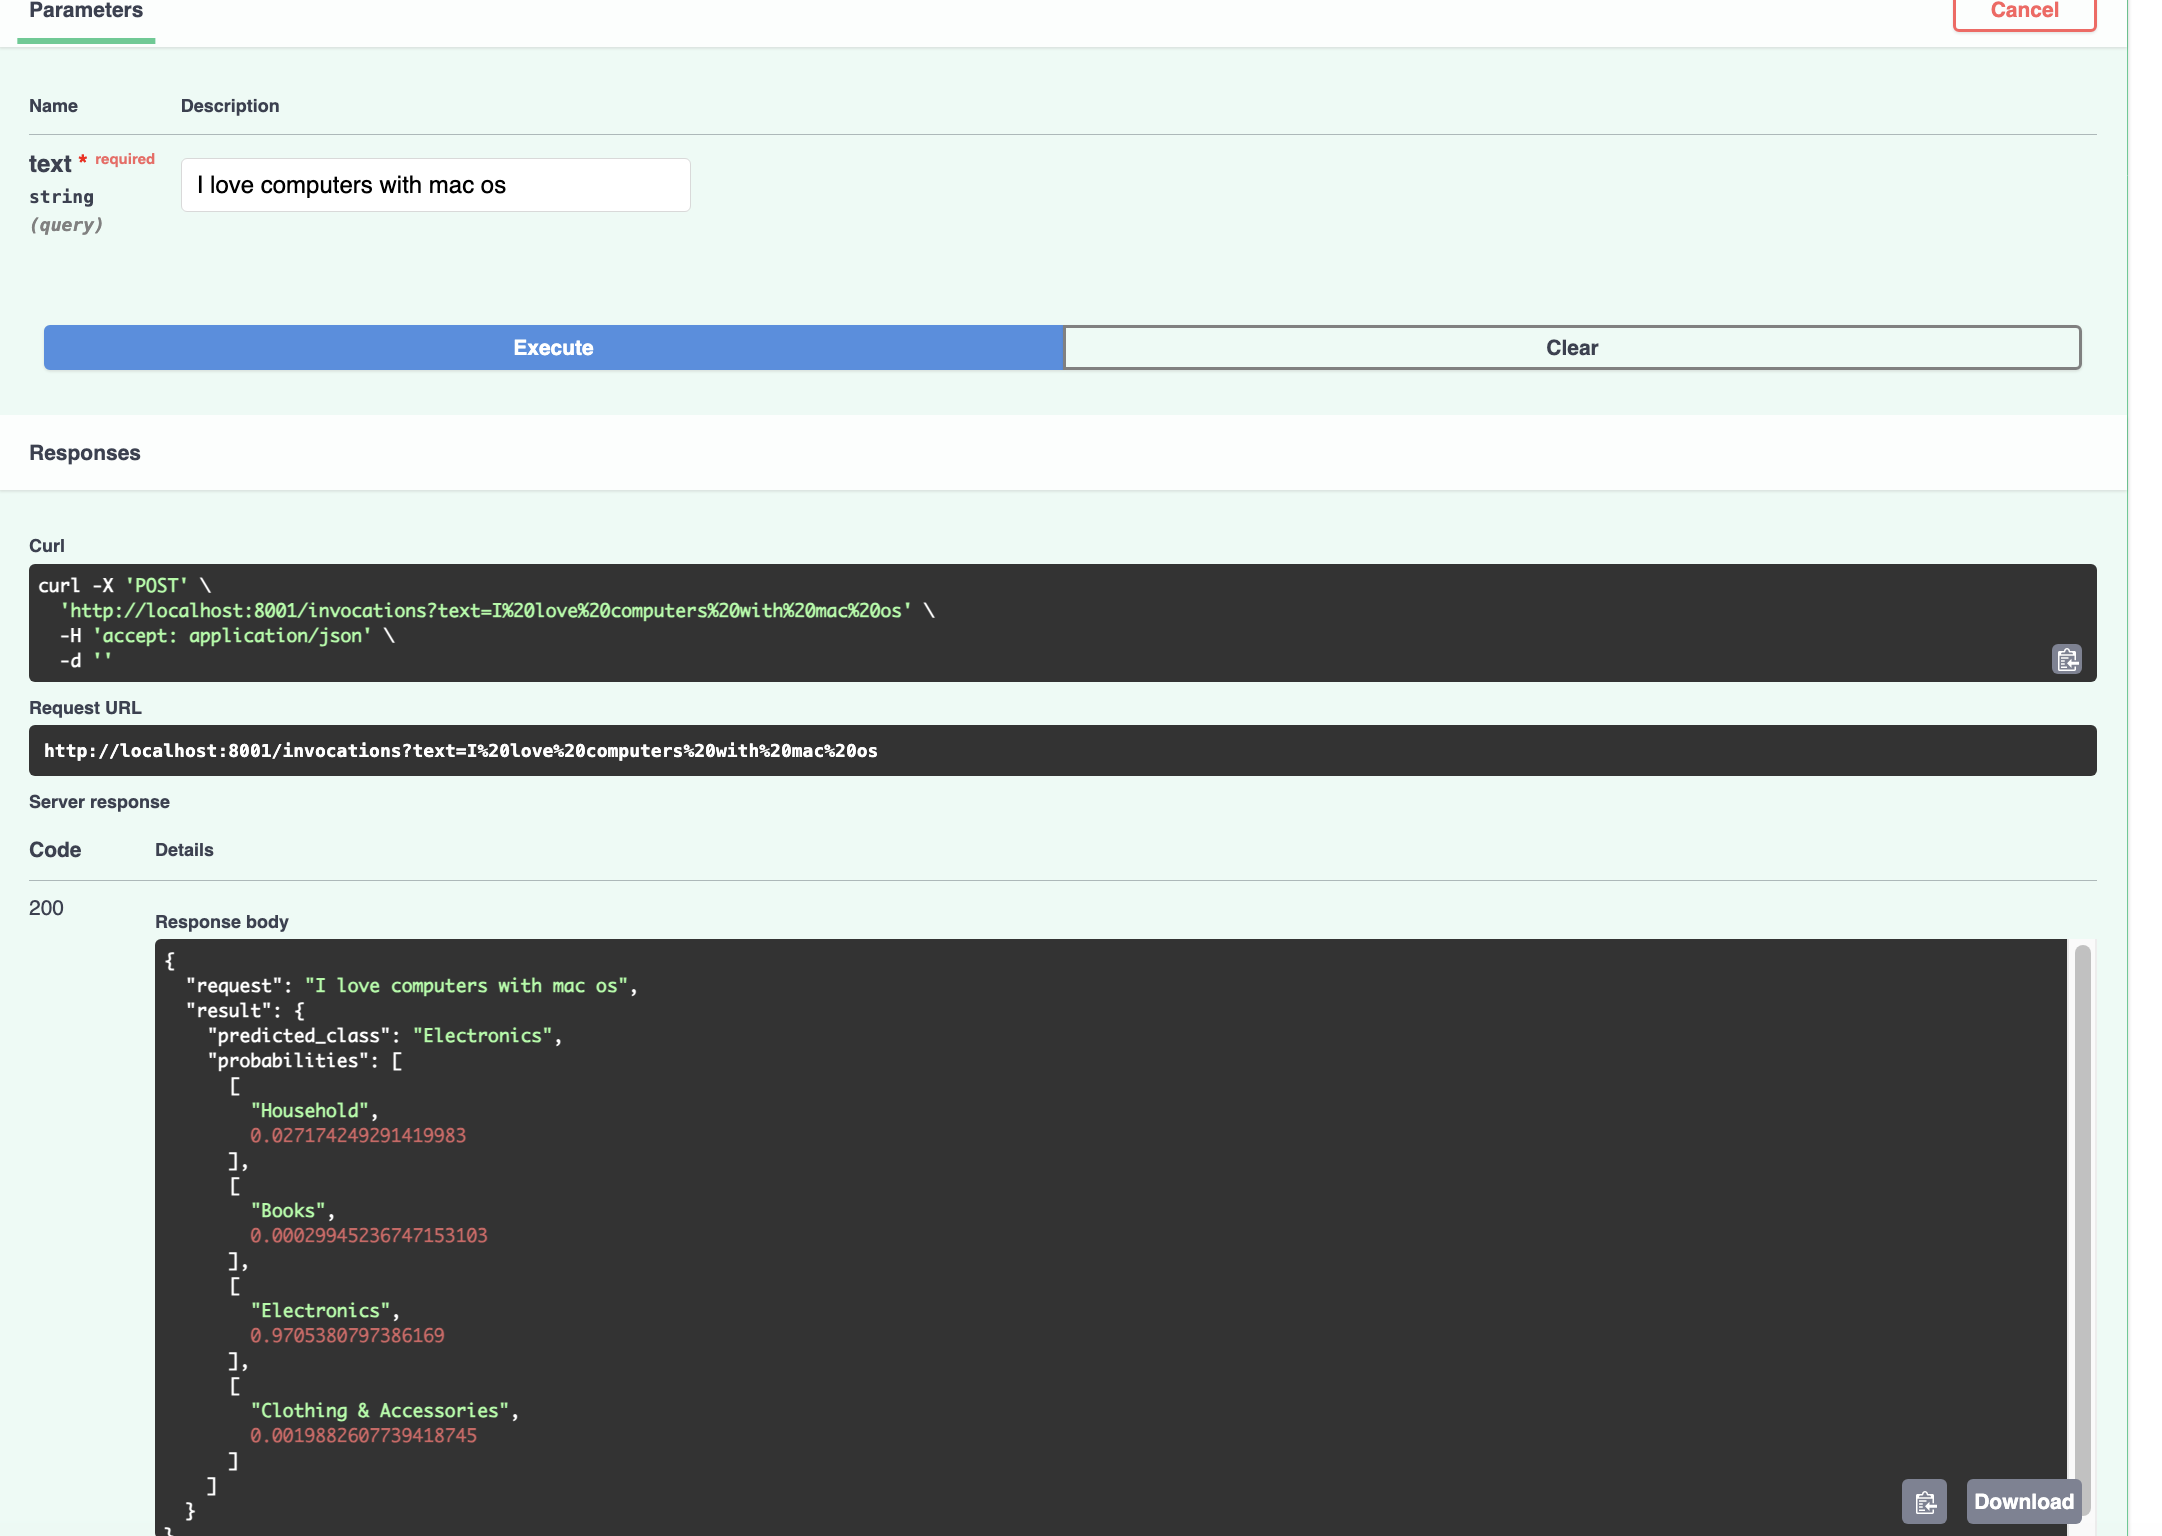 Parameters
Cancel
Name Description
text * required
string
(query)
I love computers with mac os
Execute Clear
Responses
Curl
curl -X 'POST' \
  'http://localhost:8001/invocations?text=I%20love%20computers%20with%20mac%20os' \
  -H 'accept: application/json' \
  -d ''
Request URL
http://localhost:8001/invocations?text=I%20love%20computers%20with%20mac%20os
Server response
Code Details
200
Response body
{
  "request": "I love computers with mac os",
  "result": {
    "predicted_class": "Electronics",
    "probabilities": [
      [
        "Household",
        0.027174249291419983
      ],
      [
        "Books",
        0.00029945236747153103
      ],
      [
        "Electronics",
        0.9705380797386169
      ],
      [
        "Clothing & Accessories",
        0.0019882607739418745
      ]
    ]
  }
}
Download